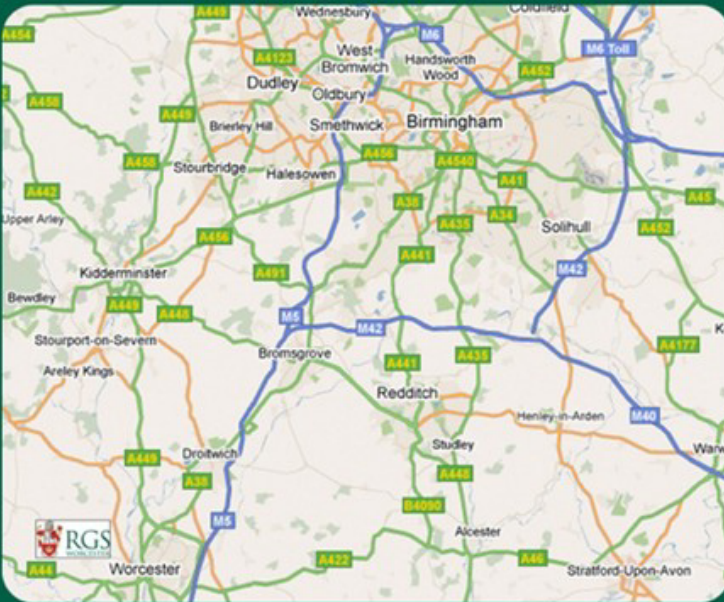 A449
Wednesbury
Coldfield
A454
M6
M6 Toll
West
Bromwich
Handsworth
Wood
A4123
A452
Dudley
Oldbury
A458
A449
Brierley Hill
Smethwick
Birmingham
A458
Stourbridge
Halesowen
A456
A4540
A41
A45
A442
Upper Arley
A38
A435
A34
Solihull
A452
A456
A441
Kidderminster
A491
M42
Bewdley
A449
A448
M5
M42
Stourport-on-Severn
Bromsgrove
A441
A435
A4177
Areley Kings
Redditch
Henley-in-Arden
M40
Studley
Warw
A449
Droitwich
A38
A448
B4090
M5
Alcester
RGS
WORCESTER
A44
Worcester
A422
A46
Stratford-Upon-Avon